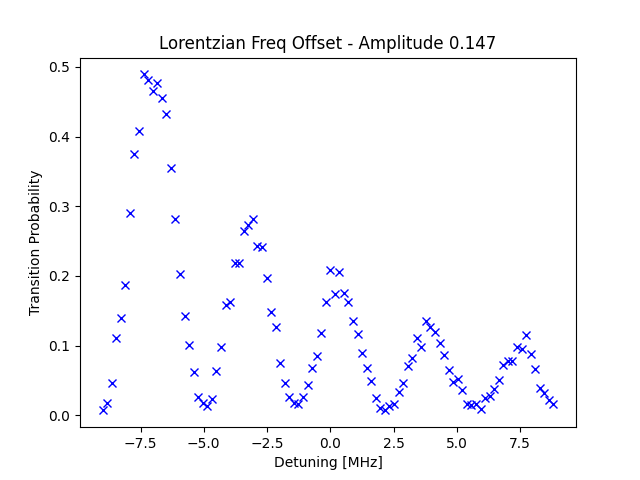 Lorentzian Freq Offset - Amplitude 0.147
Transition Probability
0.5
0.4
0.3
0.2
0.1
0.0
−7.5 −5.0 −2.5 0.0 2.5 5.0 7.5
Detuning [MHz]